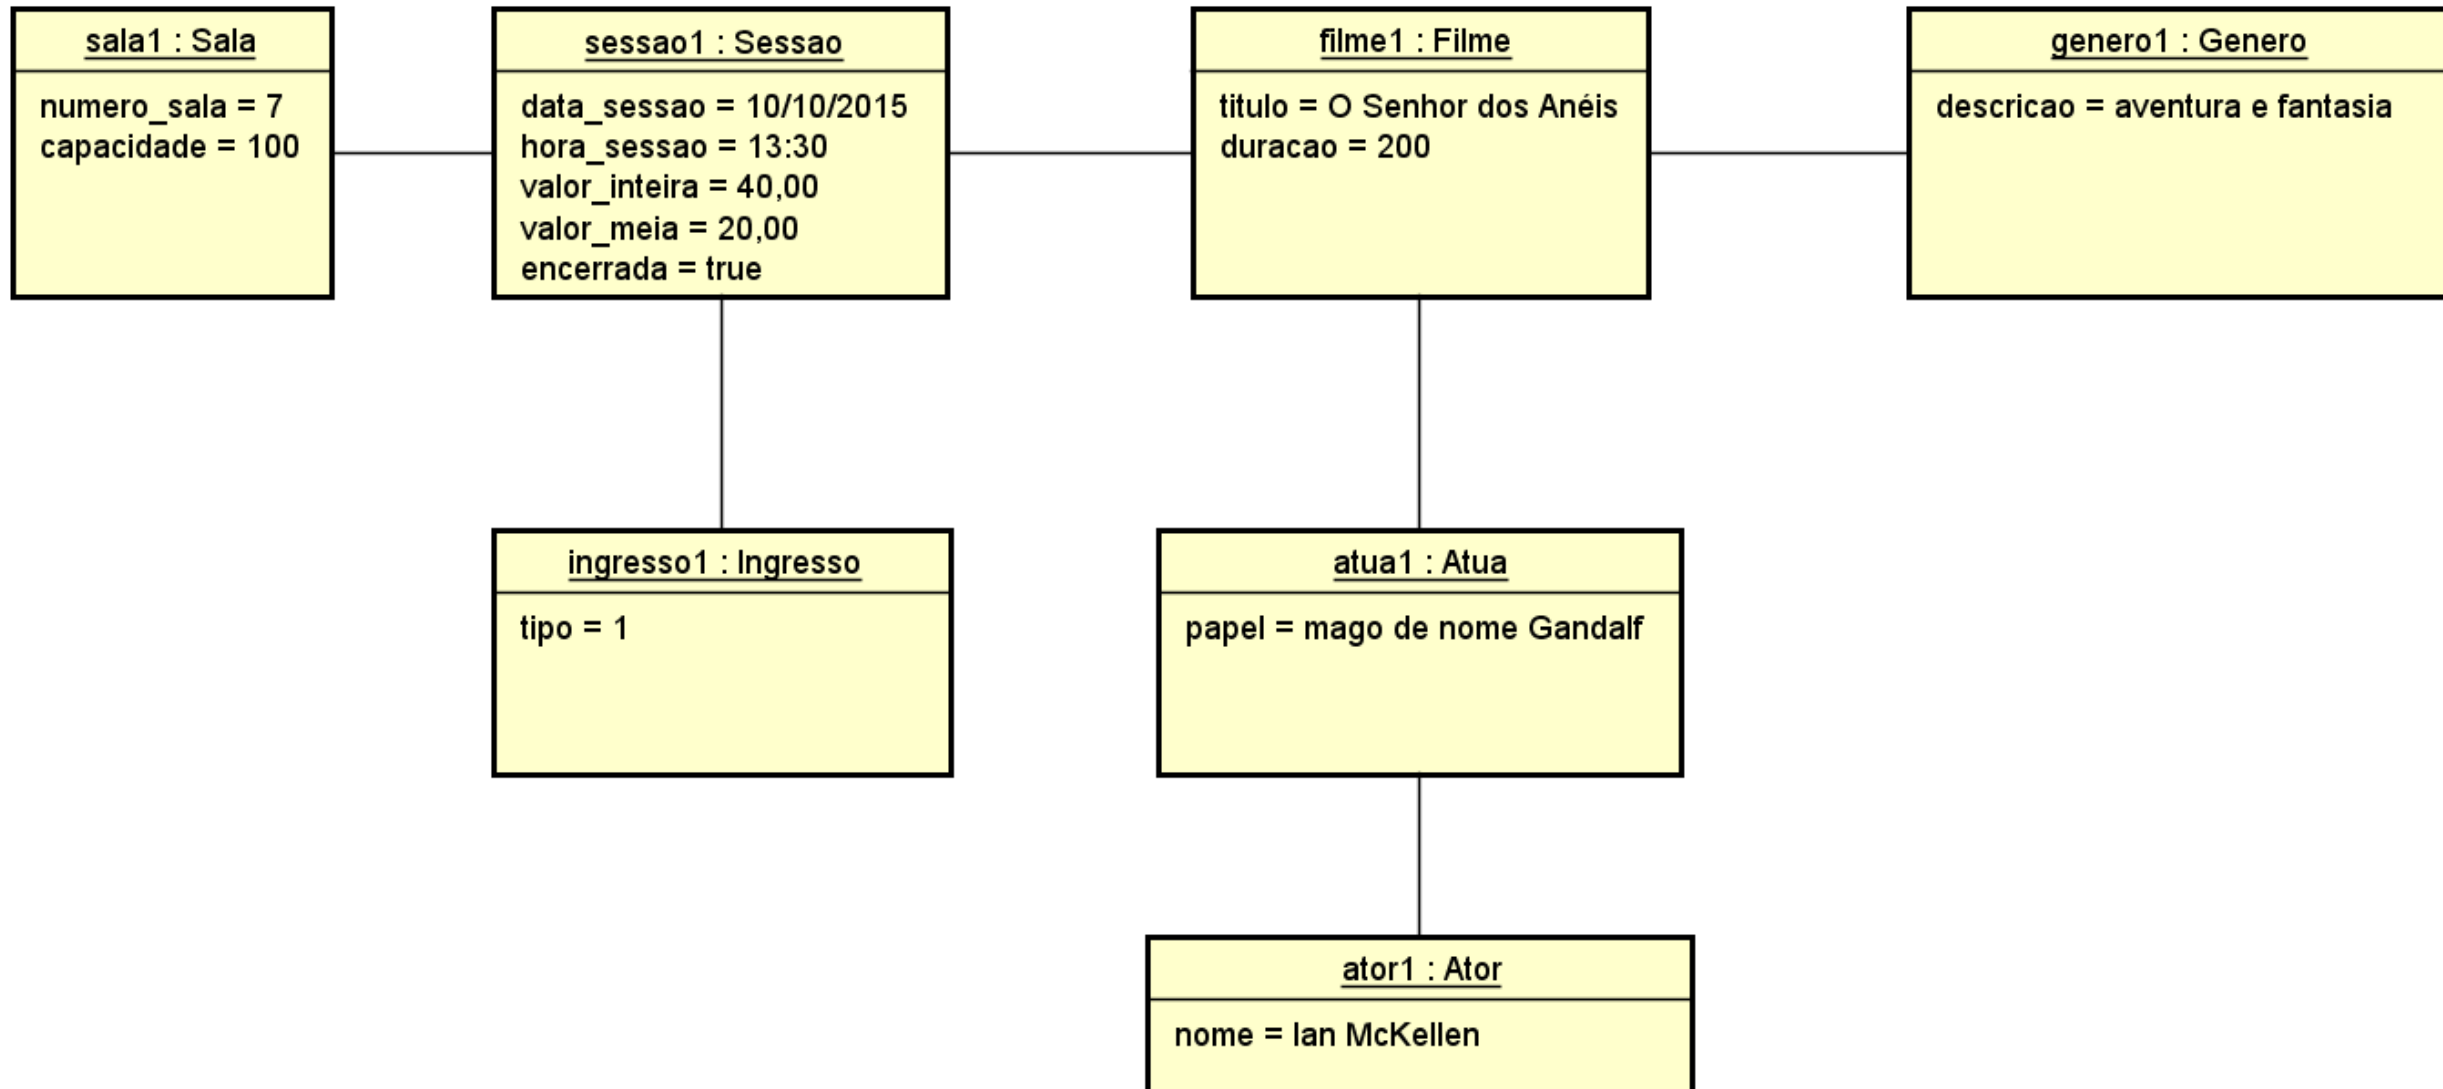 sala1 : Sala
numero_sala = 7
capacidade = 100
sessao1 : Sessao
data_sessao = 10/10/2015
hora_sessao = 13:30
valor_inteira = 40,00
valor_meia = 20,00
encerrada = true
filme1 : Filme
titulo = O Senhor dos Anéis
duracao = 200
genero1 : Genero
descricao = aventura e fantasia
ingresso1 : Ingresso
tipo = 1
atua1 : Atua
papel = mago de nome Gandalf
ator1 : Ator
nome = Ian McKellen